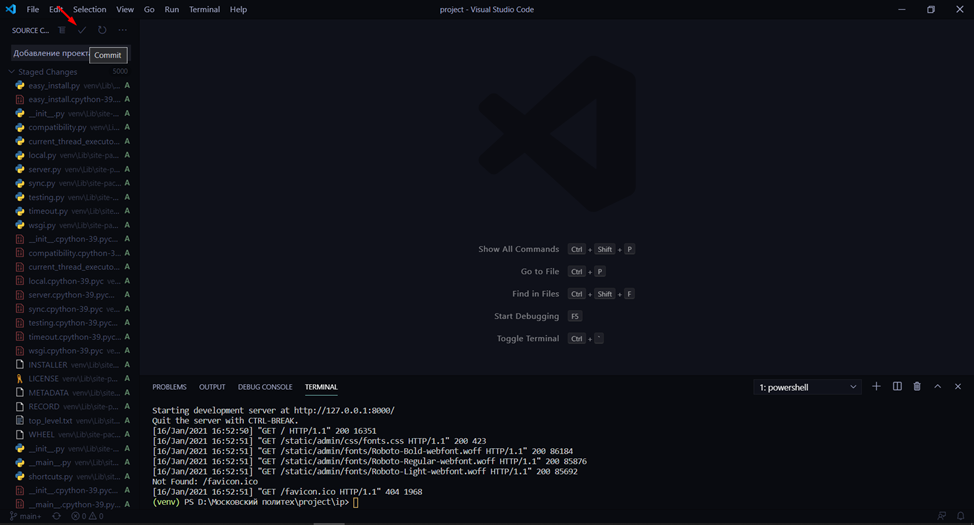 File Edit Selection View Go Run Terminal Help
project - Visual Studio Code
SOURCE C...
Добавление проект
Commit
Staged Changes 5000
easy_install.py venv\Lib\... A
easy_install.cpython-39.... A
__init__.py venv\Lib\site-... A
compatibility.py venv\Li... A
current_thread_executo... A
local.py venv\Lib\site-pa... A
server.py venv\Lib\site-p... A
sync.py venv\Lib\site-pac... A
testing.py venv\Lib\site-... A
timeout.py venv\Lib\site... A
wsgi.py venv\Lib\site-pa... A
__init__.cpython-39.pyc... A
compatibility.cpython-3... A
current_thread_executo... A
local.cpython-39.pyc ve... A
server.cpython-39.pyc... A
sync.cpython-39.pyc ve... A
testing.cpython-39.pyc... A
timeout.cpython-39.pyc... A
wsgi.cpython-39.pyc ve... A
INSTALLER venv\Lib\site... A
LICENSE venv\Lib\site-p... A
METADATA venv\Lib\site... A
RECORD venv\Lib\site-p... A
top_level.txt venv\Lib\sit... A
WHEEL venv\Lib\site-pac... A
__init__.py venv\Lib\site-... A
__main__.py venv\Lib\sit... A
shortcuts.py venv\Lib\sit... A
__init__.cpython-39.pyc... A
__main__.cpython-39.py... A
Show All Commands Ctrl + Shift + P
Go to File Ctrl + P
Find in Files Ctrl + Shift + F
Start Debugging F5
Toggle Terminal Ctrl + `
PROBLEMS OUTPUT DEBUG CONSOLE TERMINAL
1: powershell
Starting development server at http://127.0.0.1:8000/
Quit the server with CTRL-BREAK.
[16/Jan/2021 16:52:50] "GET / HTTP/1.1" 200 16351
[16/Jan/2021 16:52:51] "GET /static/admin/css/fonts.css HTTP/1.1" 200 423
[16/Jan/2021 16:52:51] "GET /static/admin/fonts/Roboto-Bold-webfont.woff HTTP/1.1" 200 86184
[16/Jan/2021 16:52:51] "GET /static/admin/fonts/Roboto-Regular-webfont.woff HTTP/1.1" 200 85876
[16/Jan/2021 16:52:51] "GET /static/admin/fonts/Roboto-Light-webfont.woff HTTP/1.1" 200 85692
Not Found: /favicon.ico
[16/Jan/2021 16:52:51] "GET /favicon.ico HTTP/1.1" 404 1968
(venv) PS D:\Московский политех\project\ip>
main+ 0 0